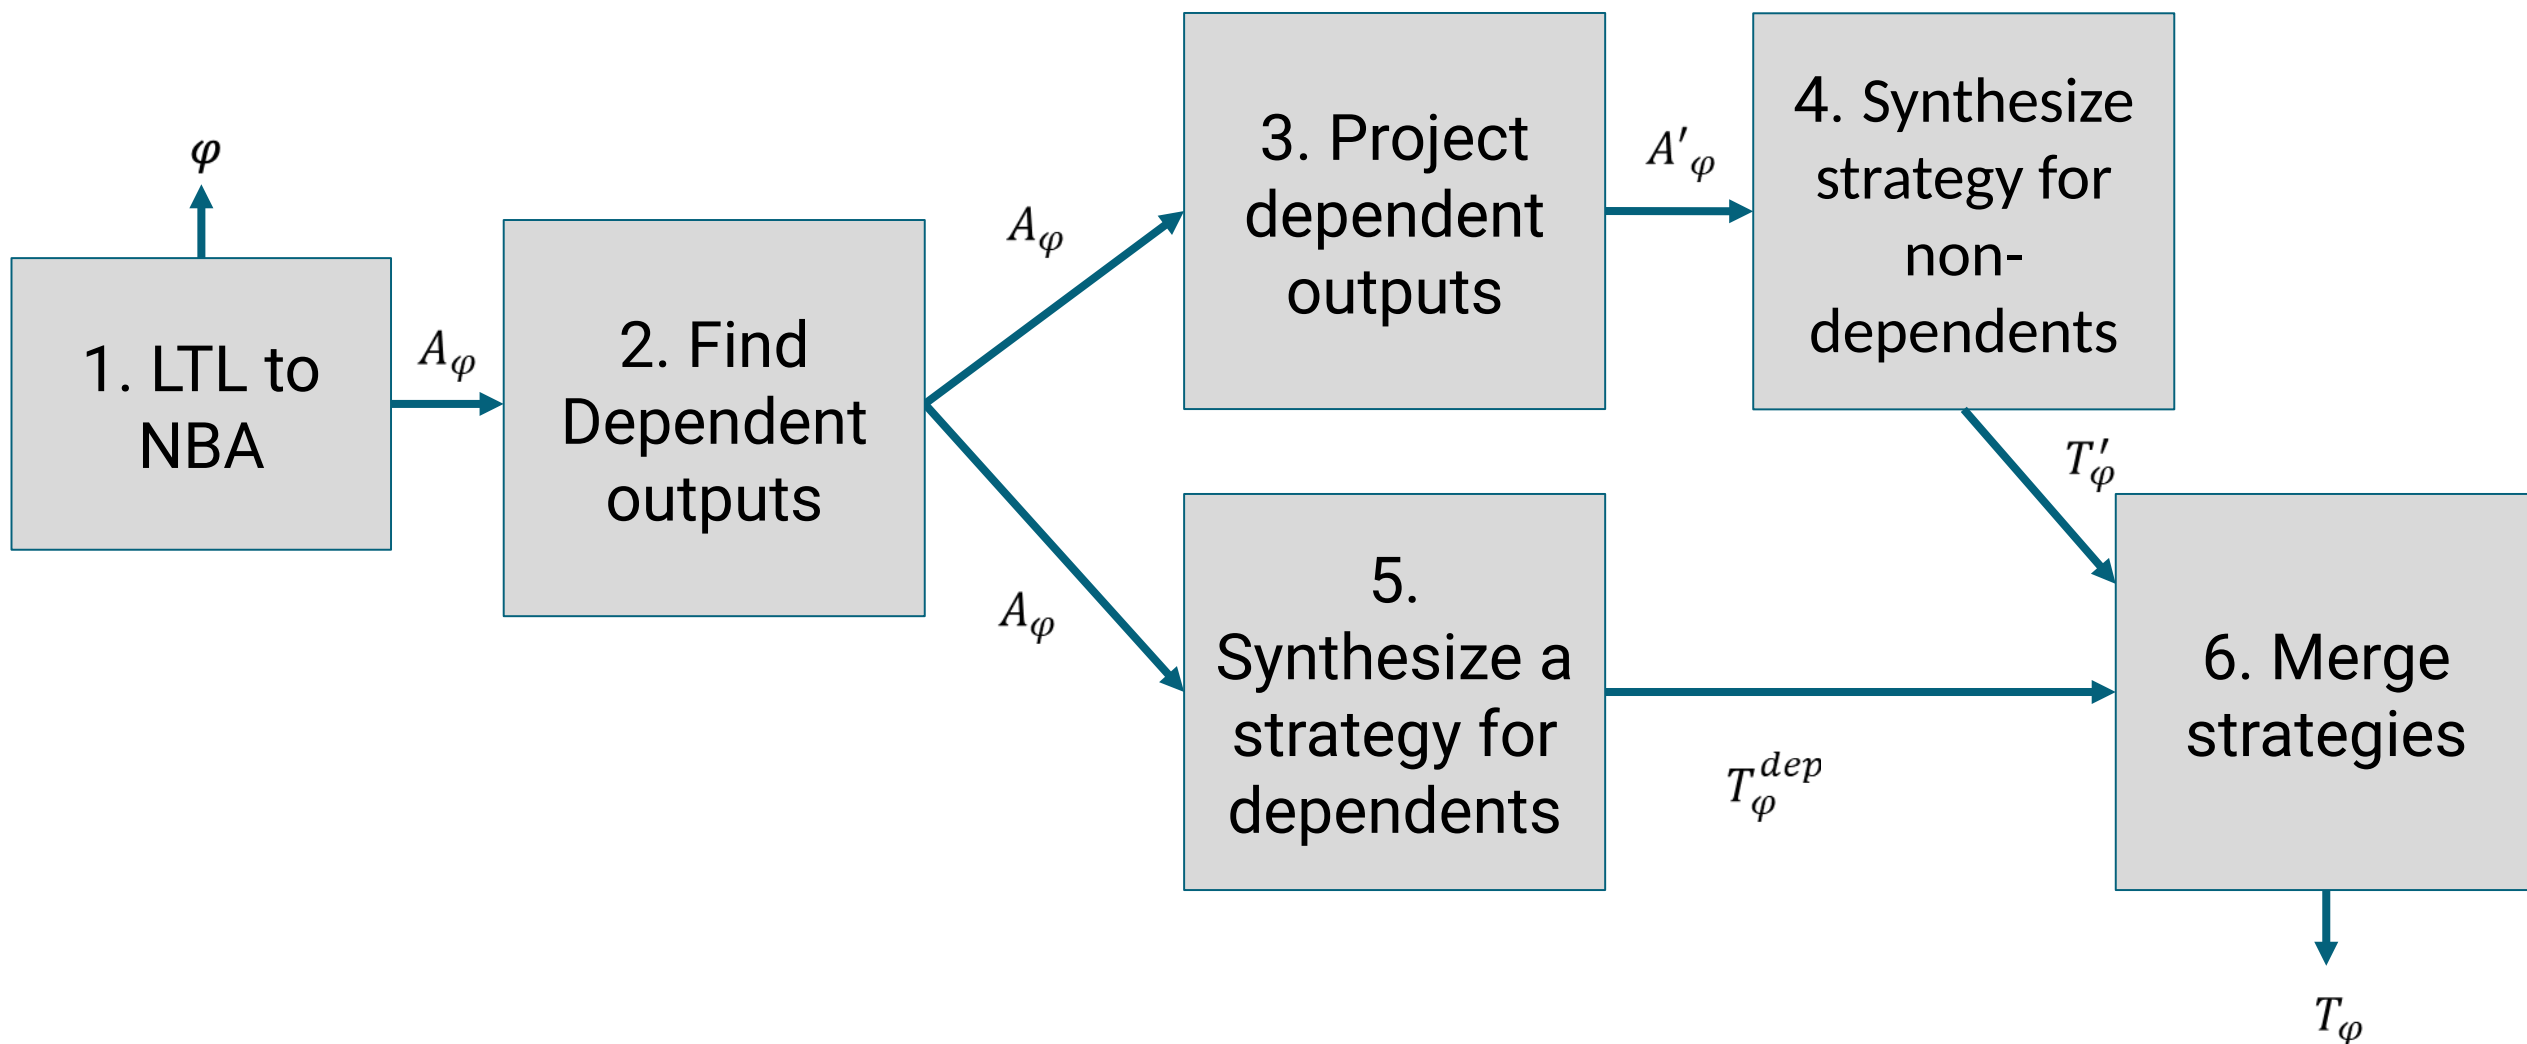 φ
1. LTL to
NBA
A_φ
2. Find
Dependent
outputs
A_φ
A_φ
3. Project
dependent
outputs
A'_φ
4. Synthesize
strategy for
non-
dependents
T'_φ
5.
Synthesize a
strategy for
dependents
T_φ^dep
6. Merge
strategies
T_φ